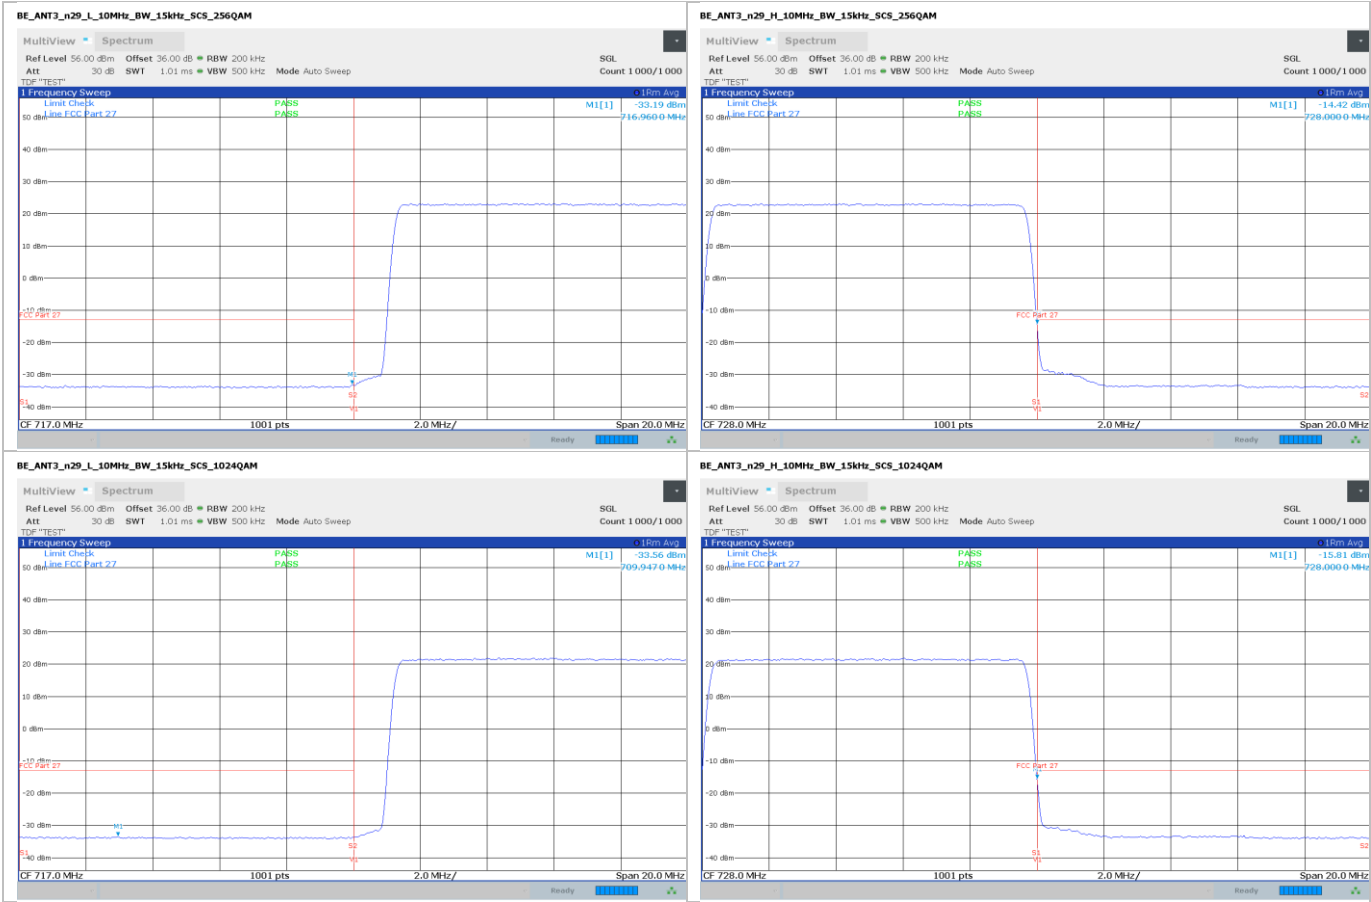 BE_ANT3_n29_L_10MHz_BW_15kHz_SCS_256QAM
MultiView Spectrum
Ref Level 56.00 dBm Offset 36.00 dB RBW 200 kHz SGL
Att 30 dB SWT 1.01 ms VBW 500 kHz Mode Auto Sweep Count 1000/1000
TDF "TEST"
1 Frequency Sweep 1Rm Avg
Limit Check PASS M1[1] -33.19 dBm
Line FCC Part 27 PASS 716.9600 MHz
50 dBm
40 dBm
30 dBm
20 dBm
10 dBm
0 dBm
-10 dBm
FCC Part 27
-20 dBm
-30 dBm
M1
S2
S1
-40 dBm
V1
CF 717.0 MHz 1001 pts 2.0 MHz/ Span 20.0 MHz
Ready
BE_ANT3_n29_H_10MHz_BW_15kHz_SCS_256QAM
MultiView Spectrum
Ref Level 56.00 dBm Offset 36.00 dB RBW 200 kHz SGL
Att 30 dB SWT 1.01 ms VBW 500 kHz Mode Auto Sweep Count 1000/1000
TDF "TEST"
1 Frequency Sweep 1Rm Avg
Limit Check PASS M1[1] -14.42 dBm
Line FCC Part 27 PASS 728.0000 MHz
50 dBm
40 dBm
30 dBm
20 dBm
10 dBm
0 dBm
-10 dBm
FCC Part 27
-20 dBm
-30 dBm
S2
S1
-40 dBm
V1
CF 728.0 MHz 1001 pts 2.0 MHz/ Span 20.0 MHz
Ready
BE_ANT3_n29_L_10MHz_BW_15kHz_SCS_1024QAM
MultiView Spectrum
Ref Level 56.00 dBm Offset 36.00 dB RBW 200 kHz SGL
Att 30 dB SWT 1.01 ms VBW 500 kHz Mode Auto Sweep Count 1000/1000
TDF "TEST"
1 Frequency Sweep 1Rm Avg
Limit Check PASS M1[1] -33.56 dBm
Line FCC Part 27 PASS 709.9470 MHz
50 dBm
40 dBm
30 dBm
20 dBm
10 dBm
0 dBm
-10 dBm
FCC Part 27
-20 dBm
-30 dBm
M1
S2
S1
-40 dBm
V1
CF 717.0 MHz 1001 pts 2.0 MHz/ Span 20.0 MHz
Ready
BE_ANT3_n29_H_10MHz_BW_15kHz_SCS_1024QAM
MultiView Spectrum
Ref Level 56.00 dBm Offset 36.00 dB RBW 200 kHz SGL
Att 30 dB SWT 1.01 ms VBW 500 kHz Mode Auto Sweep Count 1000/1000
TDF "TEST"
1 Frequency Sweep 1Rm Avg
Limit Check PASS M1[1] -15.81 dBm
Line FCC Part 27 PASS 728.0000 MHz
50 dBm
40 dBm
30 dBm
20 dBm
10 dBm
0 dBm
-10 dBm
FCC Part 27
-20 dBm
-30 dBm
S2
S1
-40 dBm
V1
CF 728.0 MHz 1001 pts 2.0 MHz/ Span 20.0 MHz
Ready